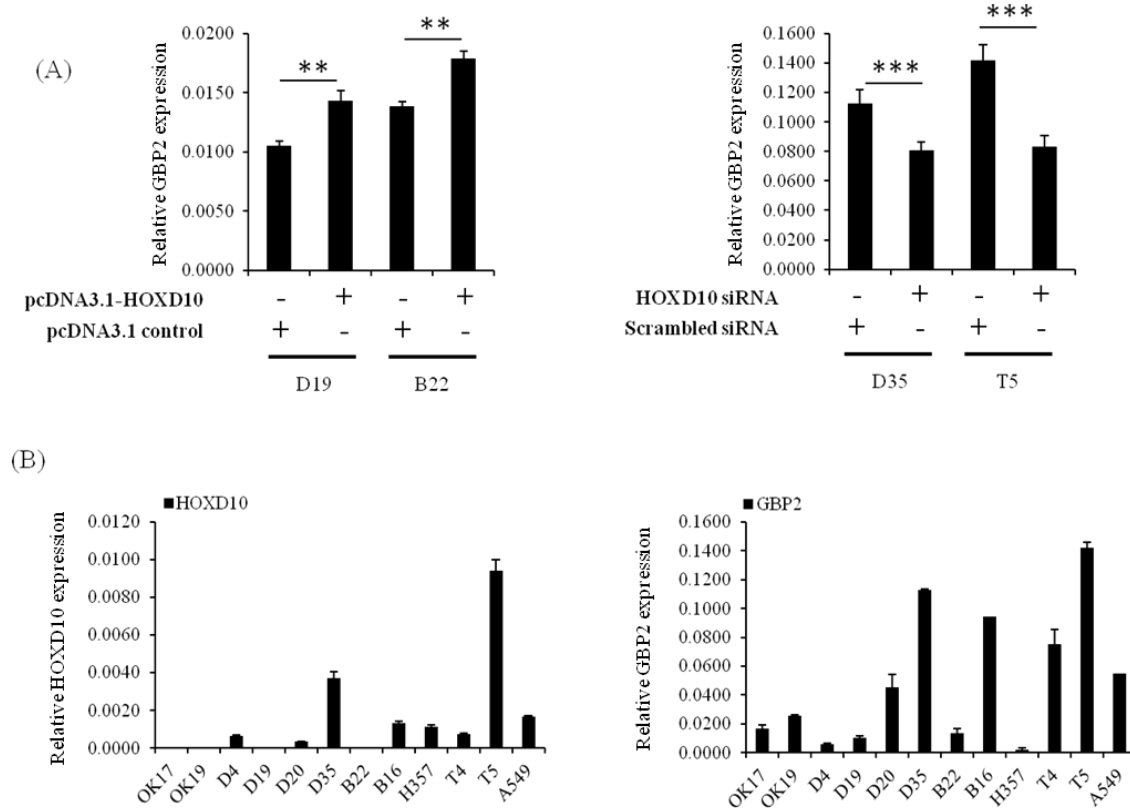 (A)
Relative GBP2 expression
0.0200
0.0150
0.0100
0.0050
0.0000
**
**
pcDNA3.1-HOXD10 - + - +
pcDNA3.1 control + - + -
D19 B22
Relative GBP2 expression
0.1600
0.1400
0.1200
0.1000
0.0800
0.0600
0.0400
0.0200
0.0000
***
***
HOXD10 siRNA - + - +
Scrambled siRNA + - + -
D35 T5
(B)
HOXD10
Relative HOXD10 expression
0.0120
0.0100
0.0080
0.0060
0.0040
0.0020
0.0000
OK17 OK19 D4 D19 D20 D35 B22 B16 H357 T4 T5 A549
GBP2
Relative GBP2 expression
0.1600
0.1400
0.1200
0.1000
0.0800
0.0600
0.0400
0.0200
0.0000
OK17 OK19 D4 D19 D20 D35 B22 B16 H357 T4 T5 A549